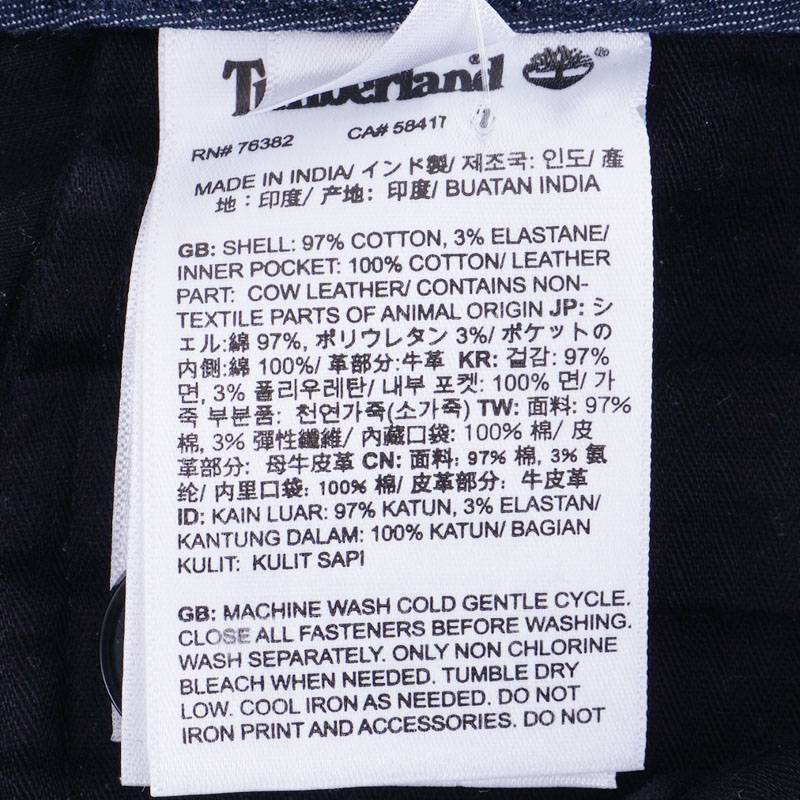 Timberland
RN# 76382 CA# 58417
MADE IN INDIA/ インド製/ 제조국: 인도/ 產
地：印度/ 产地：印度/ BUATAN INDIA
GB: SHELL: 97% COTTON, 3% ELASTANE/
INNER POCKET: 100% COTTON/ LEATHER
PART: COW LEATHER/ CONTAINS NON-
TEXTILE PARTS OF ANIMAL ORIGIN JP: シ
ェル:綿 97%, ポリウレタン 3%/ ポケットの
内側:綿 100%/ 革部分:牛革 KR: 겉감: 97%
면, 3% 폴리우레탄/ 내부 포켓: 100% 면/ 가
죽 부분품: 천연가죽(소가죽) TW: 面料: 97%
棉, 3% 彈性纖維/ 內藏口袋: 100% 棉/ 皮
革部分: 母牛皮革 CN: 面料: 97% 棉, 3% 氨
纶/ 内里口袋: 100% 棉/ 皮革部分: 牛皮革
ID: KAIN LUAR: 97% KATUN, 3% ELASTAN/
KANTUNG DALAM: 100% KATUN/ BAGIAN
KULIT: KULIT SAPI
GB: MACHINE WASH COLD GENTLE CYCLE.
CLOSE ALL FASTENERS BEFORE WASHING.
WASH SEPARATELY. ONLY NON CHLORINE
BLEACH WHEN NEEDED. TUMBLE DRY
LOW. COOL IRON AS NEEDED. DO NOT
IRON PRINT AND ACCESSORIES. DO NOT